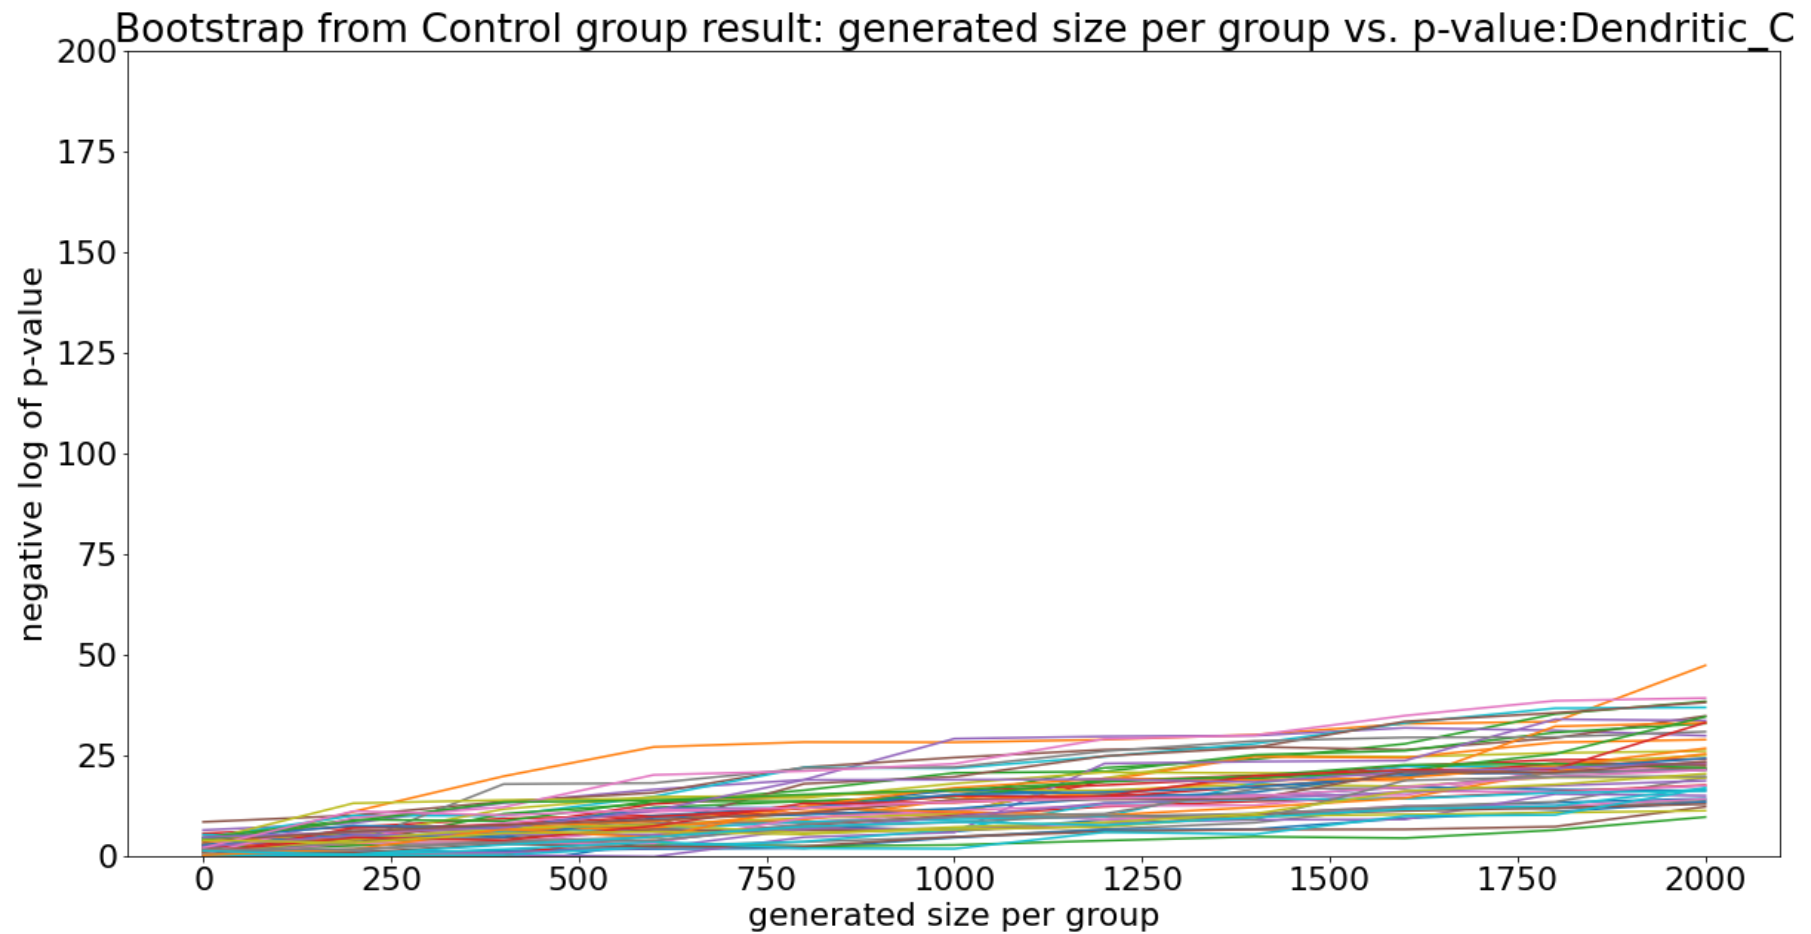 Bootstrap from Control group result: generated size per group vs. p-value:Dendritic_C
200
175
150
125
100
75
50
25
0
negative log of p-value
0 250 500 750 1000 1250 1500 1750 2000
generated size per group